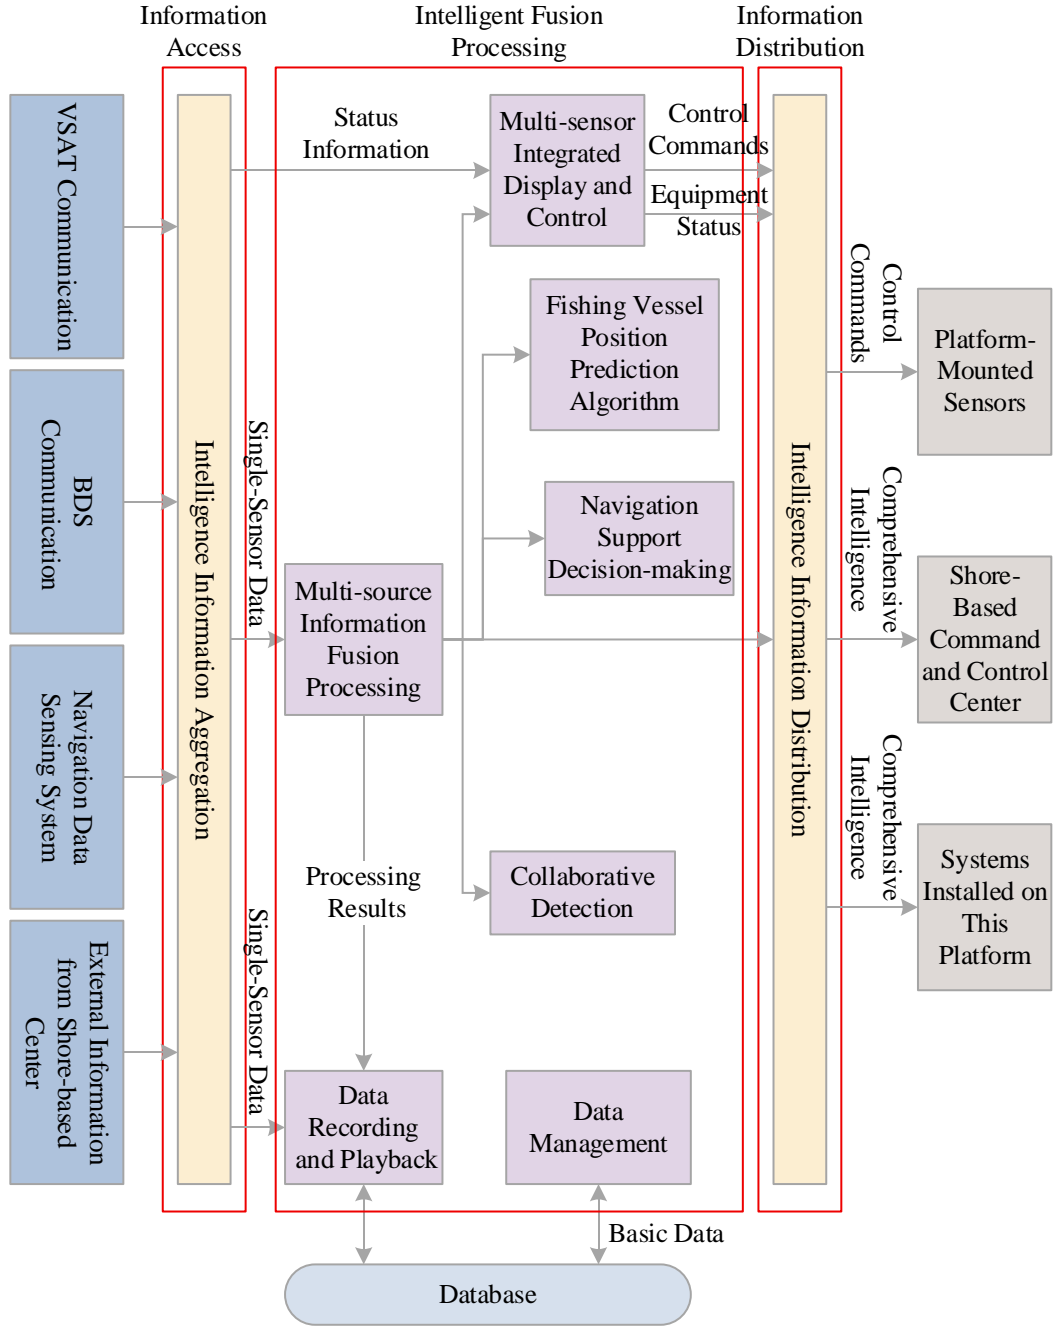 Information
Access
Intelligent Fusion
Processing
Information
Distribution
VSAT Communication
BDS
Communication
Navigation Data
Sensing System
External Information
from Shore-based
Center
Intelligence Information Aggregation
Status
Information
Single-Sensor Data
Single-Sensor Data
Multi-sensor
Integrated
Display and
Control
Control
Commands
Equipment
Status
Fishing Vessel
Position
Prediction
Algorithm
Navigation
Support
Decision-making
Multi-source
Information
Fusion
Processing
Processing
Results
Collaborative
Detection
Data
Recording
and Playback
Data
Management
Basic Data
Database
Intelligence Information Distribution
Control
Commands
Comprehensive
Intelligence
Comprehensive
Intelligence
Platform-
Mounted
Sensors
Shore-
Based
Command
and Control
Center
Systems
Installed on
This
Platform